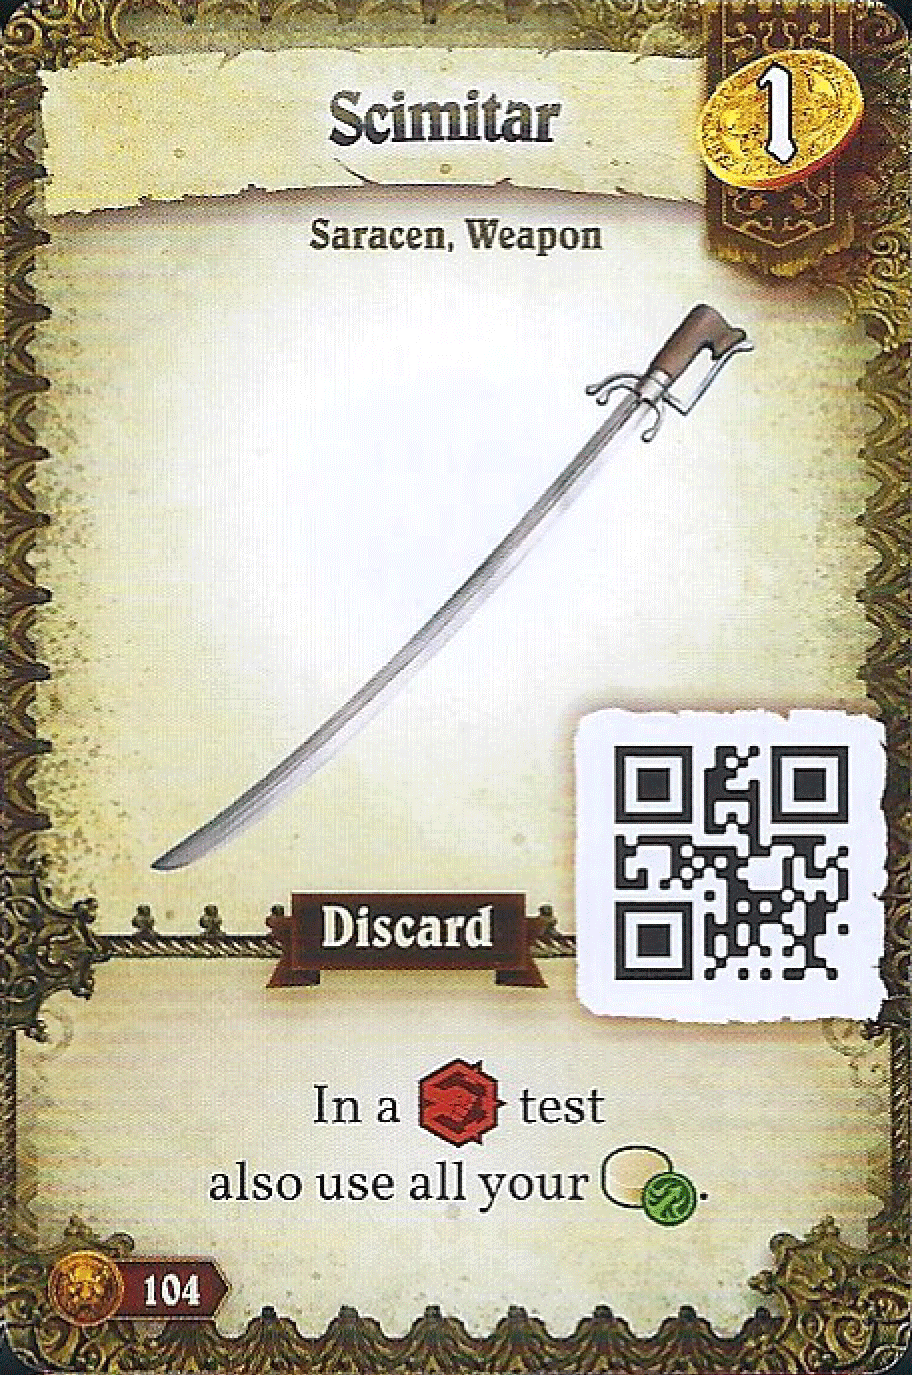 Scimitar
1
Saracen, Weapon
Discard
In a test
also use all your .
104